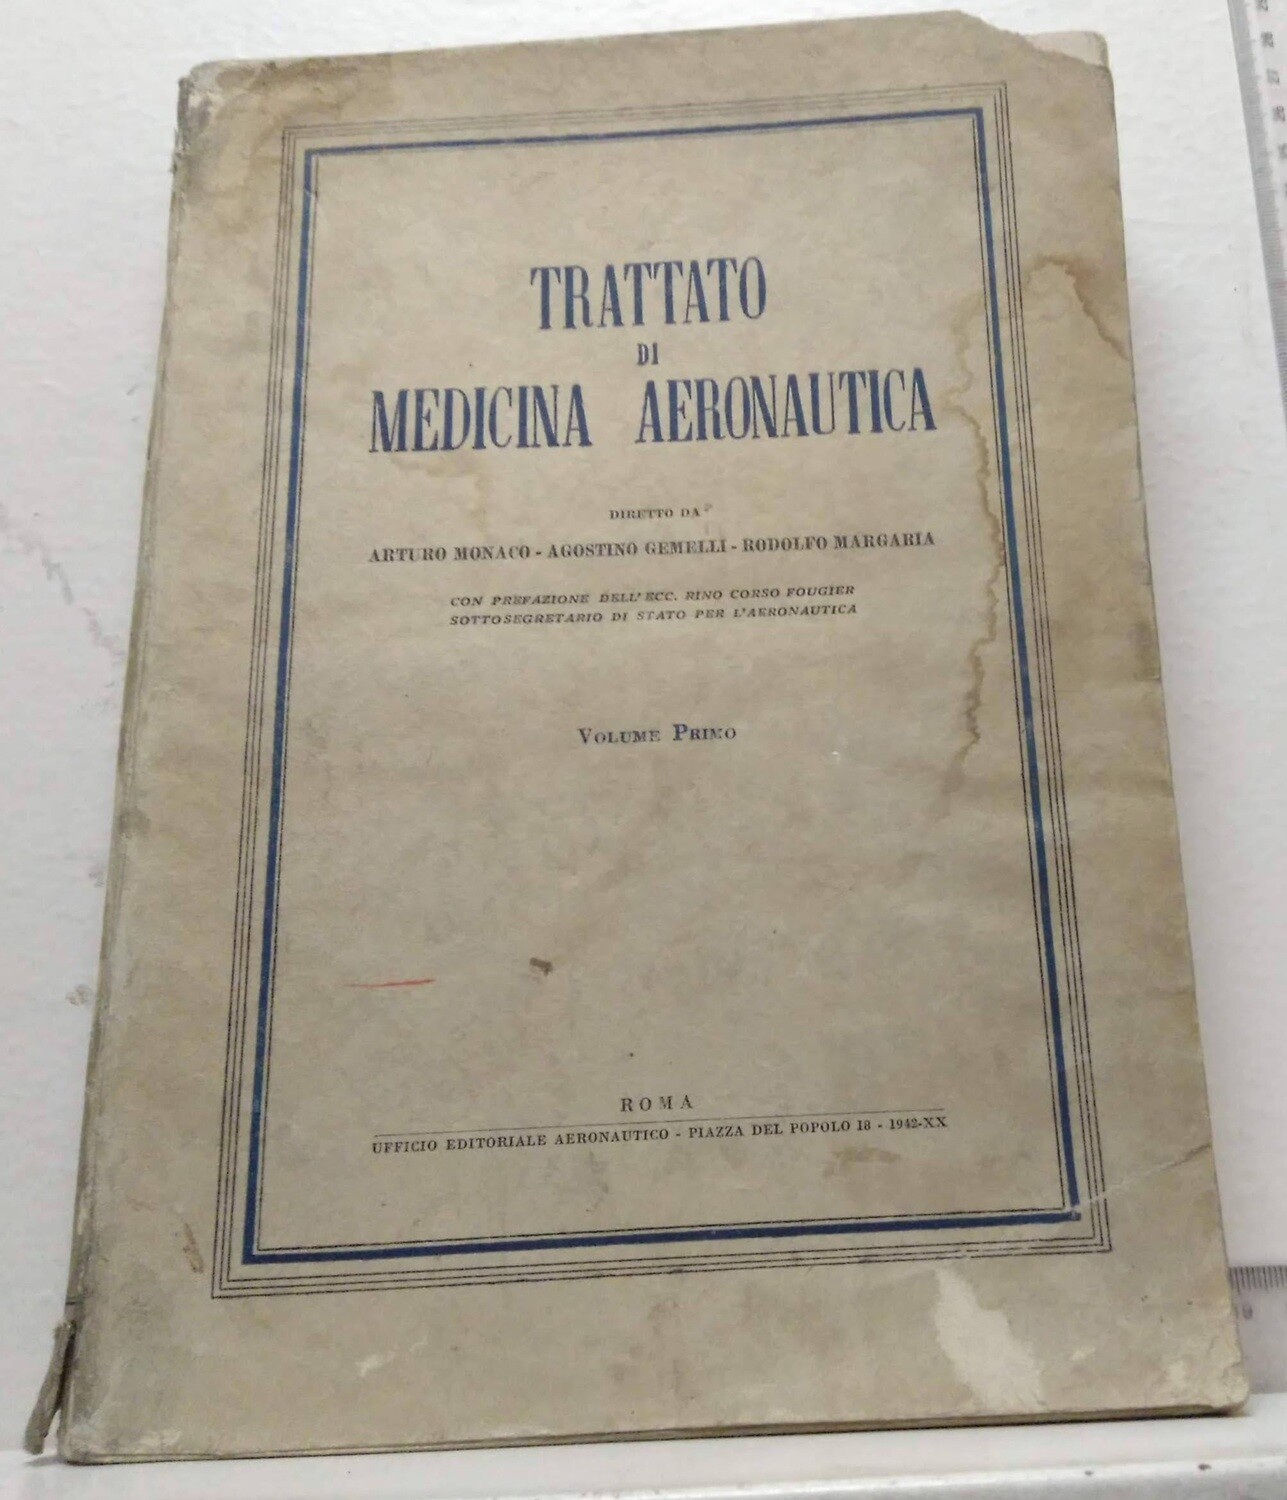 TRATTATO
DI
MEDICINA AERONAUTICA
DIRETTO DA
ARTURO MONACO - AGOSTINO GEMELLI - RODOLFO MARGARIA
CON PREFAZIONE DELL'ECC. RINO CORSO FOUGIER
SOTTOSEGRETARIO DI STATO PER L'AERONAUTICA
VOLUME PRIMO
ROMA
UFFICIO EDITORIALE AERONAUTICO - PIAZZA DEL POPOLO 18 - 1942-XX